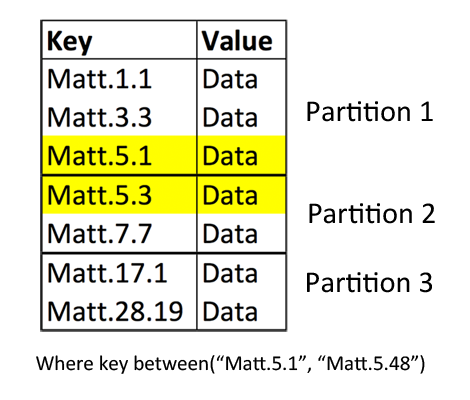 Key Value
Matt.1.1 Data
Matt.3.3 Data
Partition 1
Matt.5.1 Data
Matt.5.3 Data
Partition 2
Matt.7.7 Data
Matt.17.1 Data
Partition 3
Matt.28.19 Data
Where key between(“Matt.5.1”, “Matt.5.48”)